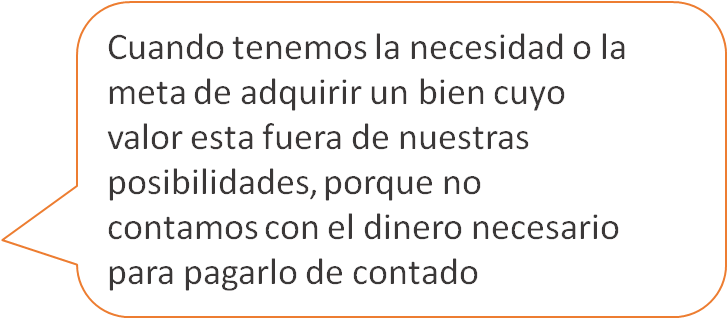 Cuando tenemos la necesidad o la
meta de adquirir un bien cuyo
valor esta fuera de nuestras
posibilidades, porque no
contamos con el dinero necesario
para pagarlo de contado